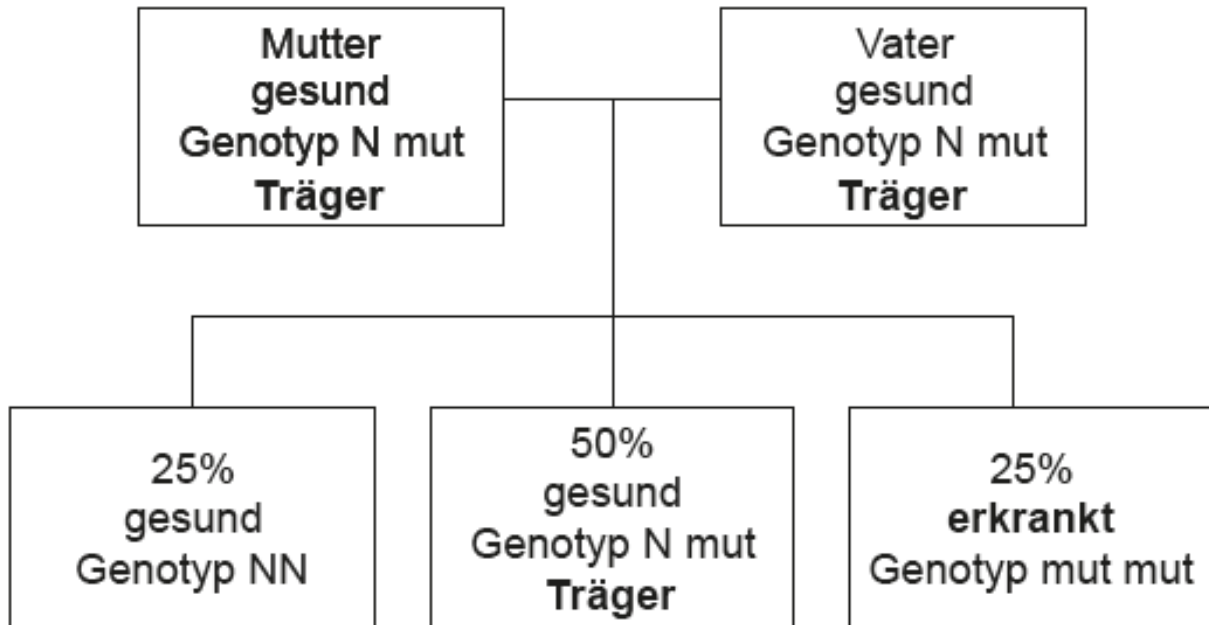 Mutter
gesund
Genotyp N mut
Träger
Vater
gesund
Genotyp N mut
Träger
25%
gesund
Genotyp NN
50%
gesund
Genotyp N mut
Träger
25%
erkrankt
Genotyp mut mut